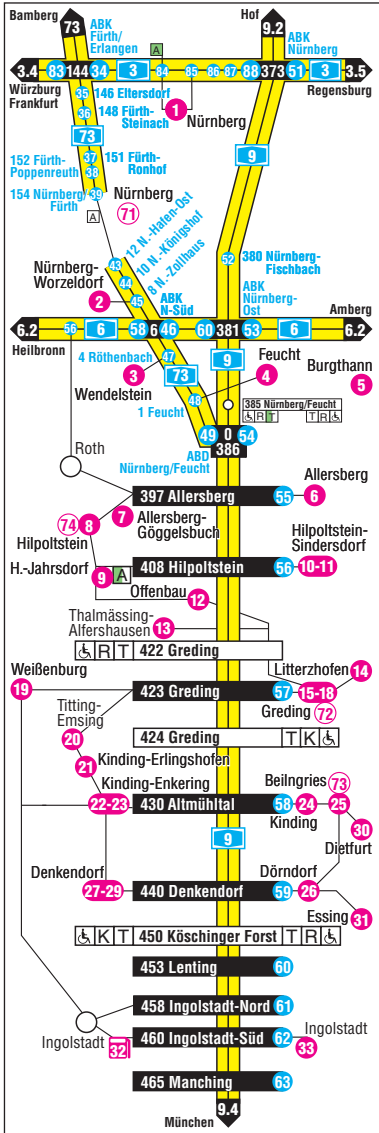 Bamberg
Hof
73
ABK
Fürth/
Erlangen
A
9.2
ABK
Nürnberg
3.4 83 144 34 3 84 85 86 87 88 373 51 3 3.5
Würzburg
Frankfurt
Regensburg
35 146 Eltersdorf
1
36 148 Fürth-
Steinach
Nürnberg
73
9
37 151 Fürth-
Ronhof
152 Fürth-
Poppenreuth
38
154 Nürnberg/
Fürth
39
Nürnberg
A
71
12 N.-Hafen-Ost
10 N.-Königshof
8 N.-Zollhaus
43
52 380 Nürnberg-
Fischbach
Nürnberg-
Worzeldorf
44
2
45
ABK
N-Süd
ABK
Nürnberg-
Ost
Amberg
6.2 56 6 58 6 46 60 381 53 6 6.2
Heilbronn
4 Röthenbach 47
9
Feucht
Burgthann
3
73
4
5
Wendelstein
48
1 Feucht
385 Nürnberg/Feucht
R T T R
49 0 54
386
ABD
Nürnberg/Feucht
Roth
Allersberg
397 Allersberg 55 6
74 8 7 Allersberg-
Göggelsbuch
Hilpoltstein
Hilpoltstein-
Sindersdorf
H.-Jahrsdorf
9 A 408 Hilpoltstein 56 10-11
Offenbau 12
Thalmässing-
Alfershausen 13
R T 422 Greding
Weißenburg
Litterzhofen 14
19 423 Greding 57 15-18
Titting-
Emsing
Greding 72
20
424 Greding T K
21 Kinding-Erlingshofen
Kinding-Enkering
Beilngries 73
22-23 430 Altmühltal 58 24 25
Kinding
30
Dietfurt
9
Denkendorf
Dörndorf
27-29 440 Denkendorf 59 26
Essing 31
K T 450 Köschinger Forst T R
453 Lenting 60
458 Ingolstadt-Nord 61
Ingolstadt
32
460 Ingolstadt-Süd 62
Ingolstadt
33
465 Manching 63
9.4
München